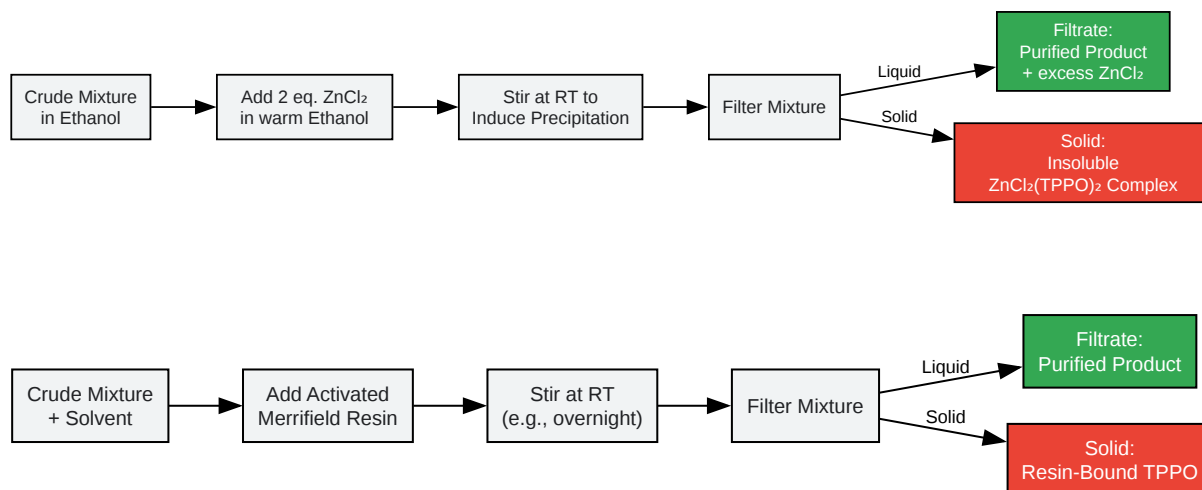 Crude Mixture
in Ethanol
Add 2 eq. ZnCl₂
in warm Ethanol
Stir at RT to
Induce Precipitation
Filter Mixture
Liquid
Solid
Filtrate:
Purified Product
+ excess ZnCl₂
Solid:
Insoluble
ZnCl₂(TPPO)₂ Complex
Crude Mixture
+ Solvent
Add Activated
Merrifield Resin
Stir at RT
(e.g., overnight)
Filter Mixture
Liquid
Solid
Filtrate:
Purified Product
Solid:
Resin-Bound TPPO